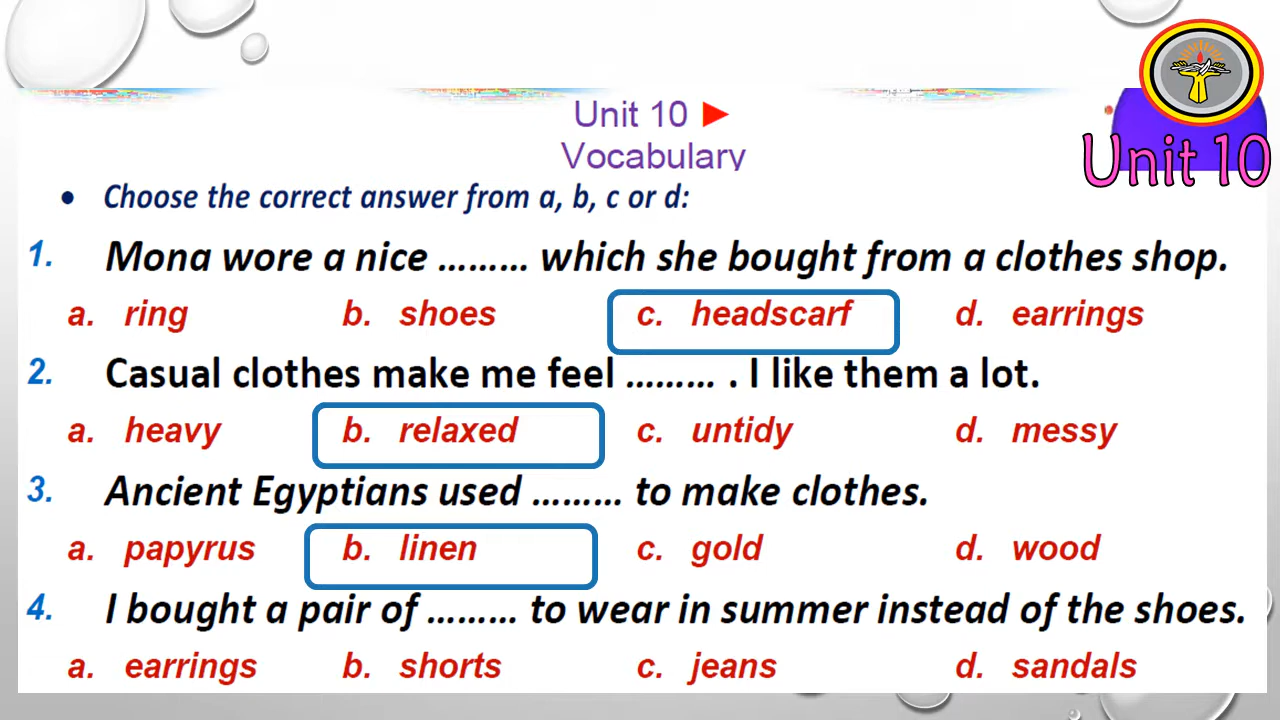 Unit 10 ►
Vocabulary
Unit 10
• Choose the correct answer from a, b, c or d:
1. Mona wore a nice ......... which she bought from a clothes shop.
a. ring b. shoes c. headscarf d. earrings
2. Casual clothes make me feel ......... . I like them a lot.
a. heavy b. relaxed c. untidy d. messy
3. Ancient Egyptians used ......... to make clothes.
a. papyrus b. linen c. gold d. wood
4. I bought a pair of ......... to wear in summer instead of the shoes.
a. earrings b. shorts c. jeans d. sandals